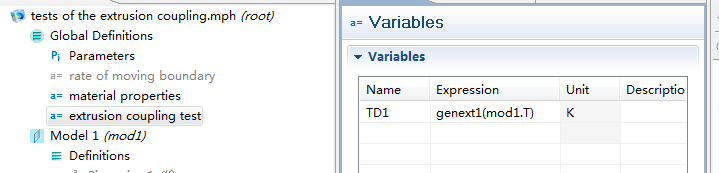 tests of the extrusion coupling.mph (root)
Global Definitions
Pi Parameters
a= rate of moving boundary
a= material properties
a= extrusion coupling test
Model 1 (mod1)
Definitions
a= Variables
Variables
Name Expression Unit Descriptio
TD1 genext1(mod1.T) K